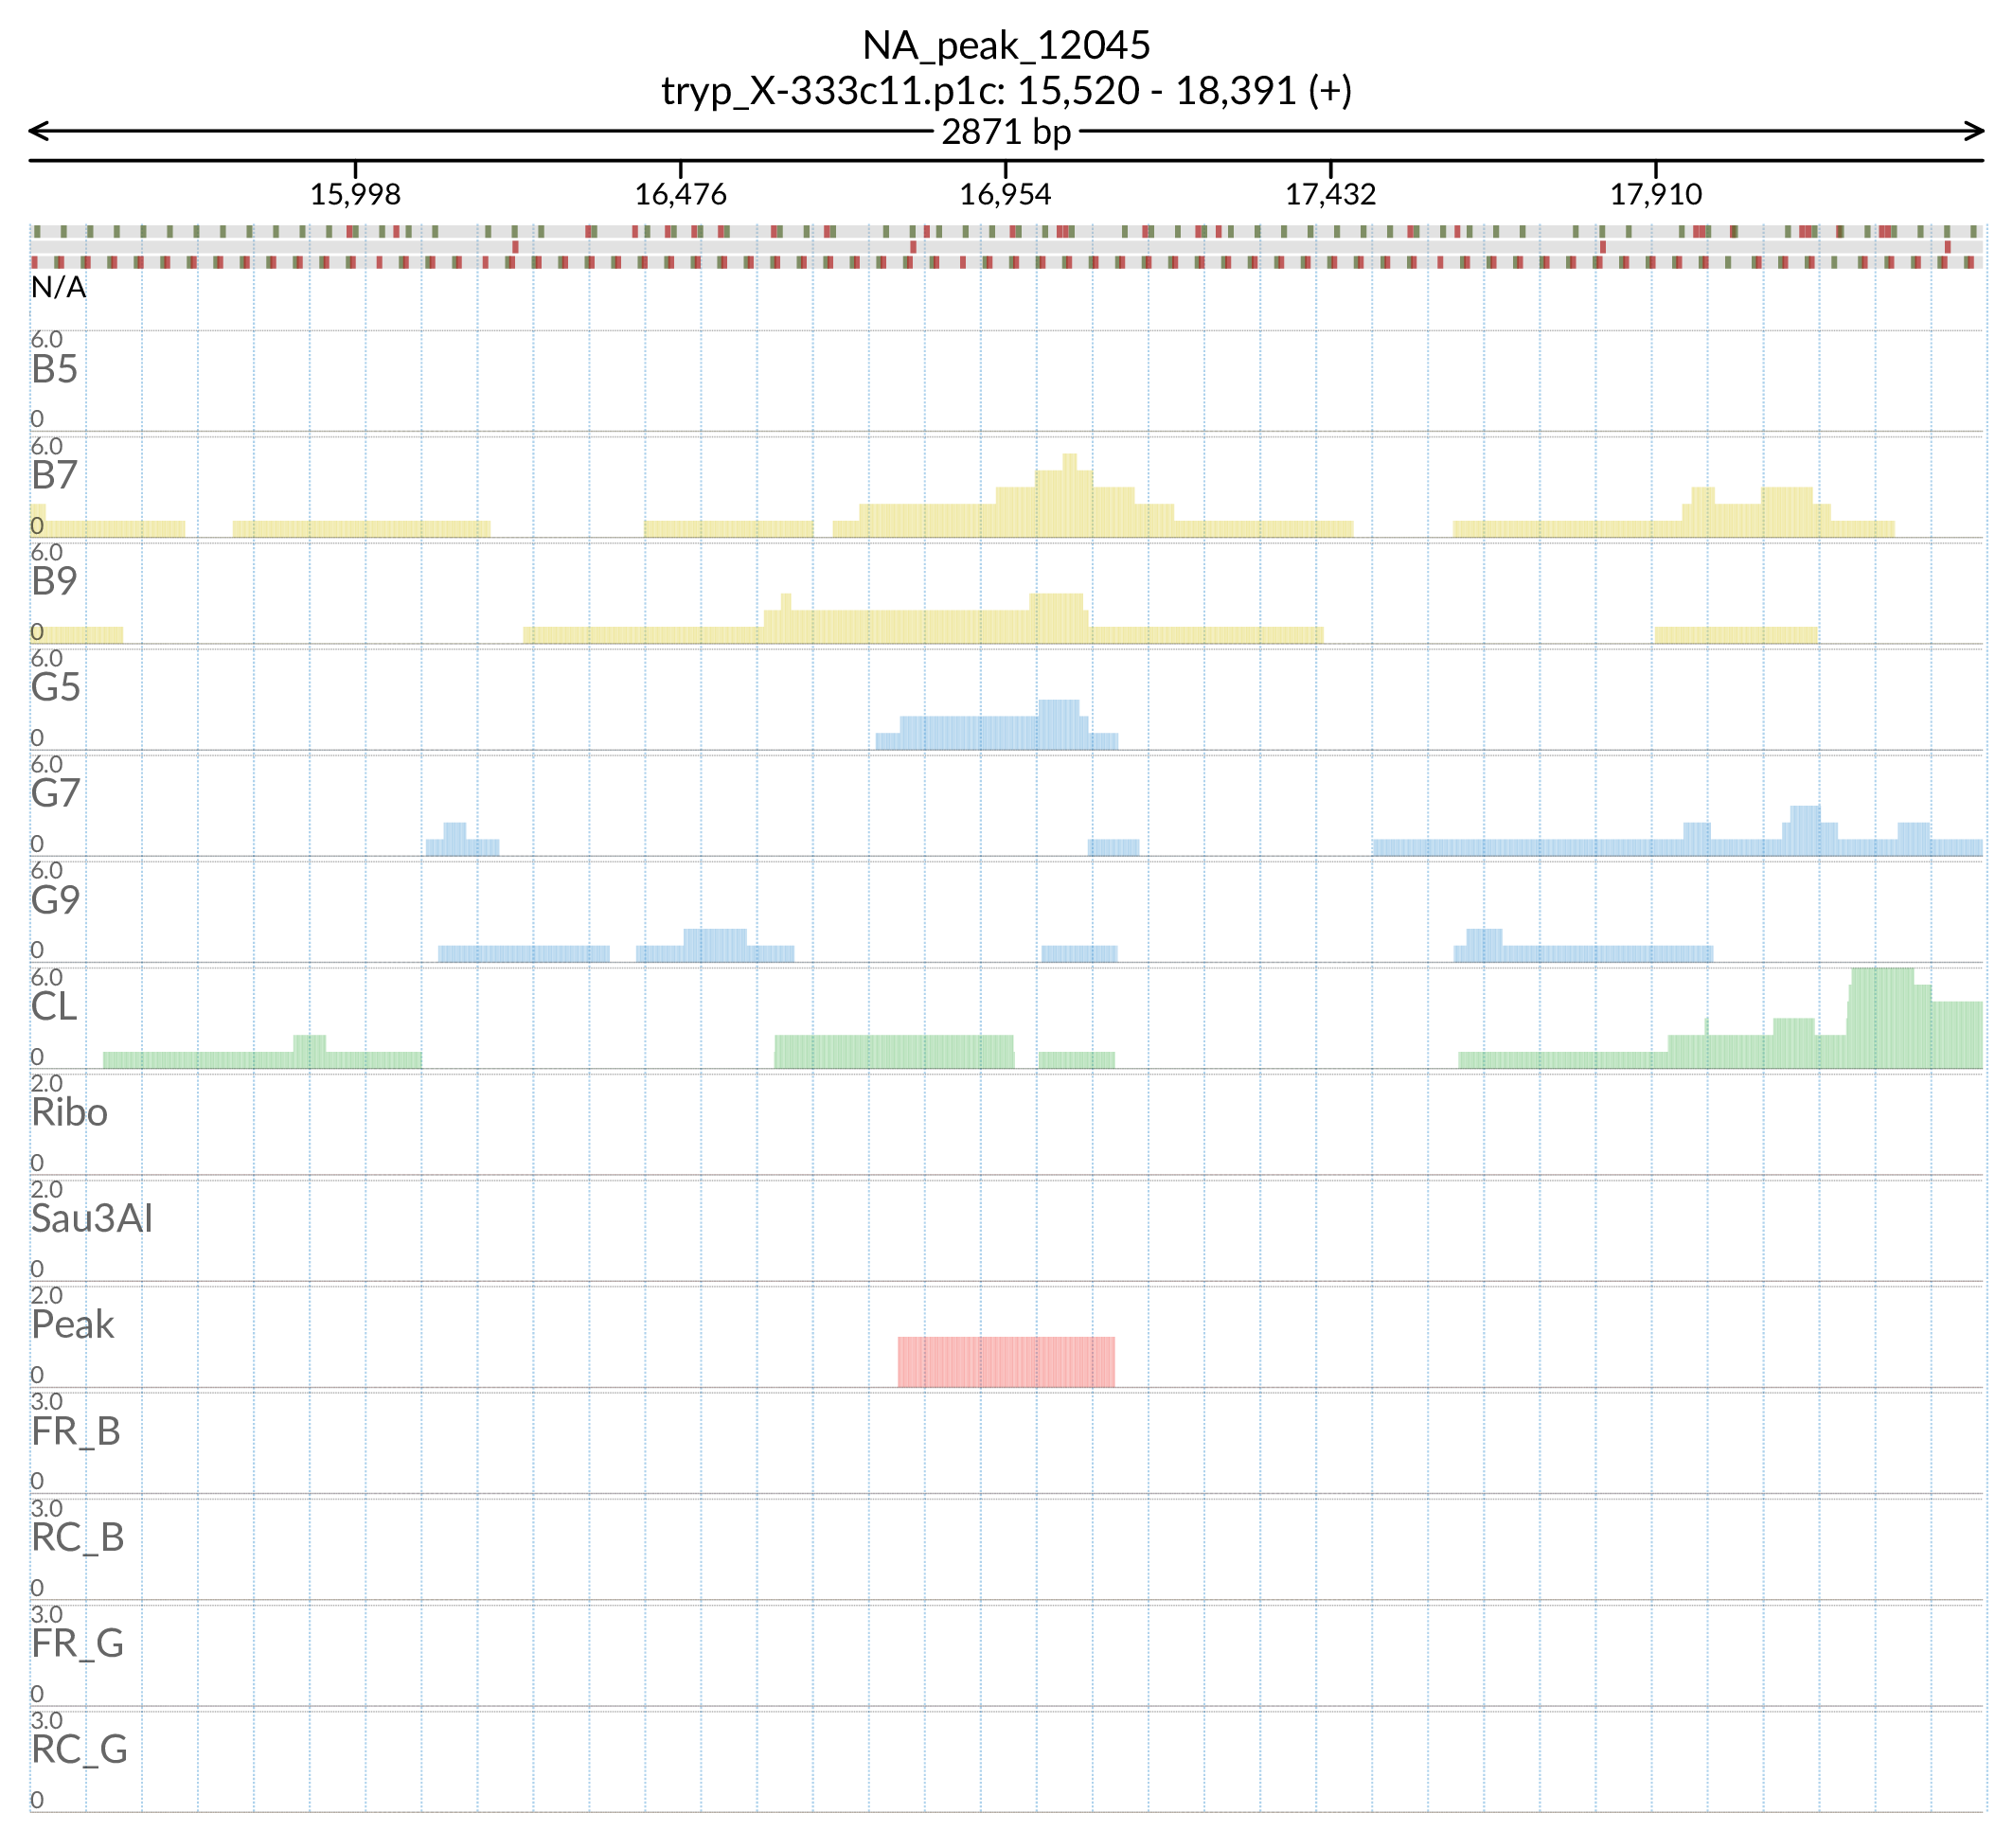 NA_peak_12045
tryp_X-333c11.p1c: 15,520 - 18,391 (+)
2871 bp
15,998 16,476 16,954 17,432 17,910
N/A
6.0
B5
0
6.0
B7
0
6.0
B9
0
6.0
G5
0
6.0
G7
0
6.0
G9
0
6.0
CL
0
2.0
Ribo
0
2.0
Sau3AI
0
2.0
Peak
0
3.0
FR_B
0
3.0
RC_B
0
3.0
FR_G
0
3.0
RC_G
0